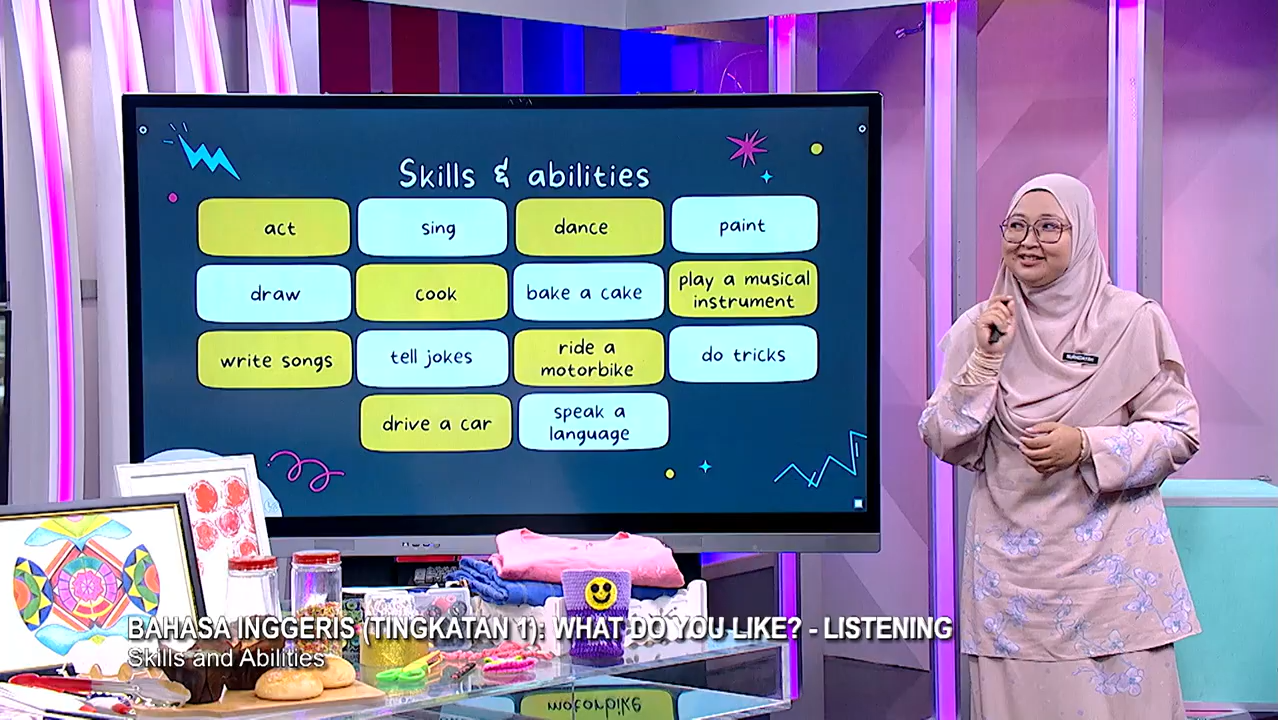 Skills & abilities
act
sing
dance
paint
draw
cook
bake a cake
play a musical
instrument
write songs
tell jokes
ride a
motorbike
do tricks
drive a car
speak a
language
BAHASA INGGERIS (TINGKATAN 1): WHAT DO YOU LIKE? - LISTENING
Skills and Abilities
motorbike